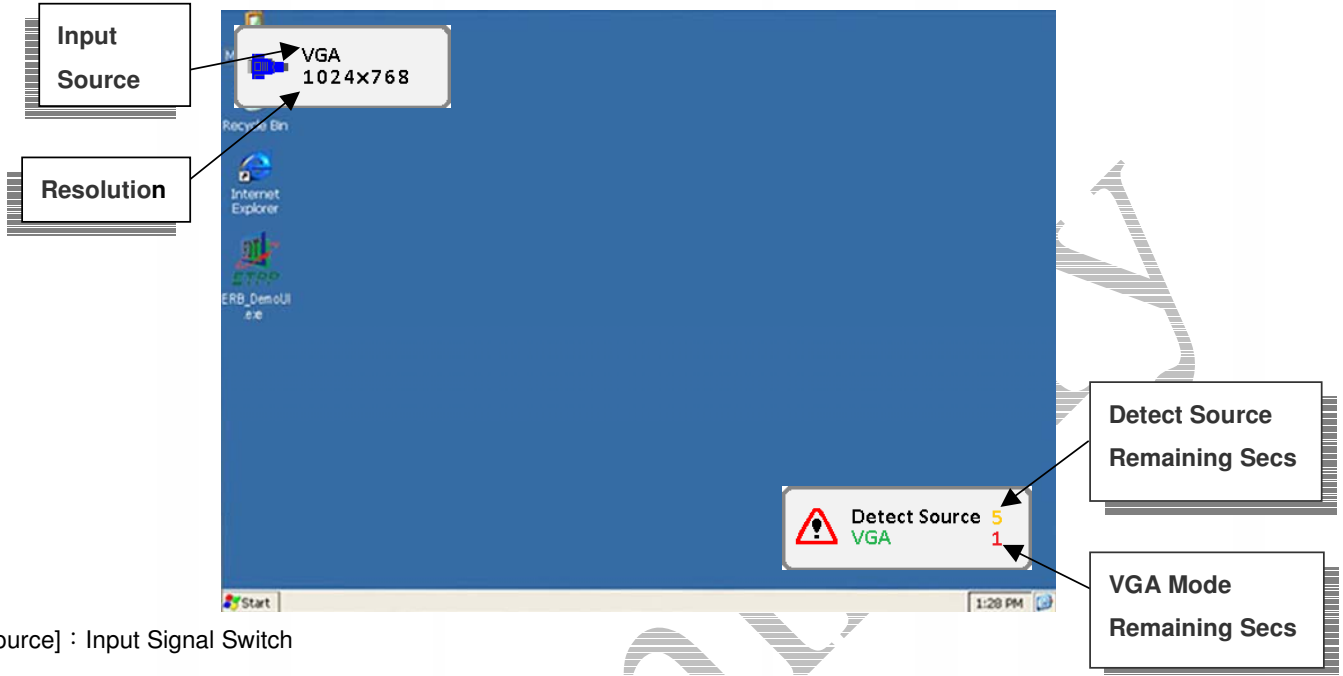 Input
Source
VGA
1024x768
Recycle Bin
Resolution
Internet
Explorer
ERB_DemoUI
.exe
Detect Source
Remaining Secs
Detect Source 5
VGA 1
VGA Mode
Remaining Secs
Start
1:28 PM
ource]：Input Signal Switch